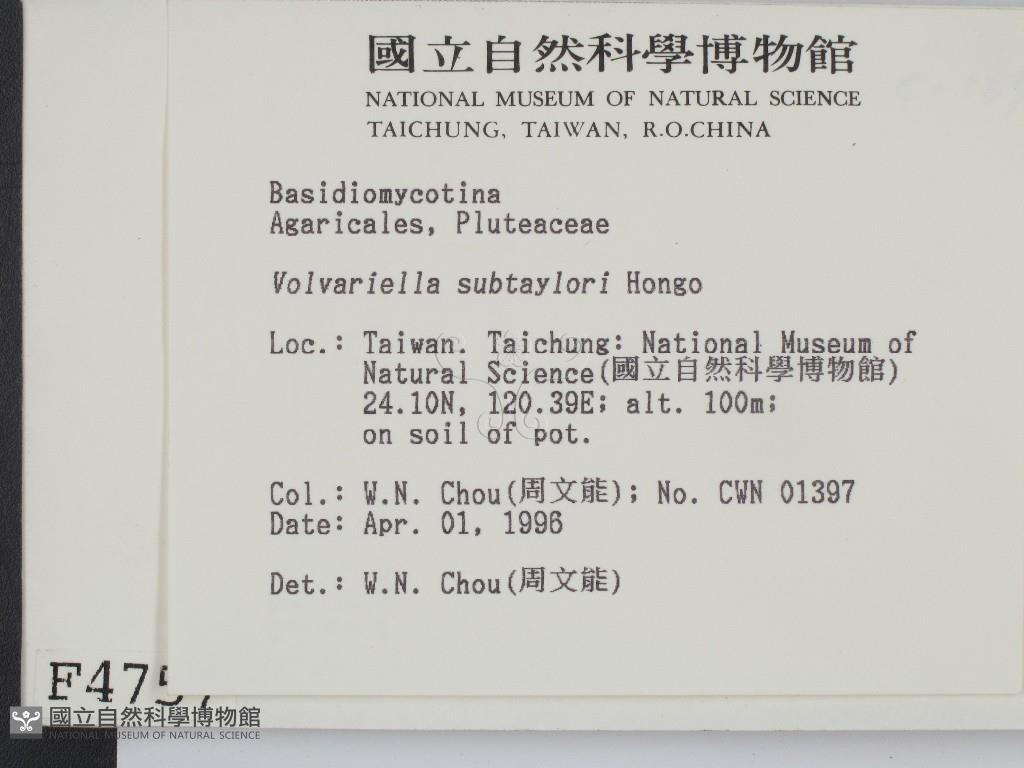 國立自然科學博物館
NATIONAL MUSEUM OF NATURAL SCIENCE
TAICHUNG, TAIWAN, R.O.CHINA
Basidiomycotina
Agaricales, Pluteaceae
Volvariella subtaylori Hongo
Loc.: Taiwan. Taichung: National Museum of
Natural Science(國立自然科學博物館)
24.10N, 120.39E; alt. 100m;
on soil of pot.
Col.: W.N. Chou(周文能); No. CWN 01397
Date: Apr. 01, 1996
Det.: W.N. Chou(周文能)
國立自然科學博物館
NATIONAL MUSEUM OF NATURAL SCIENCE